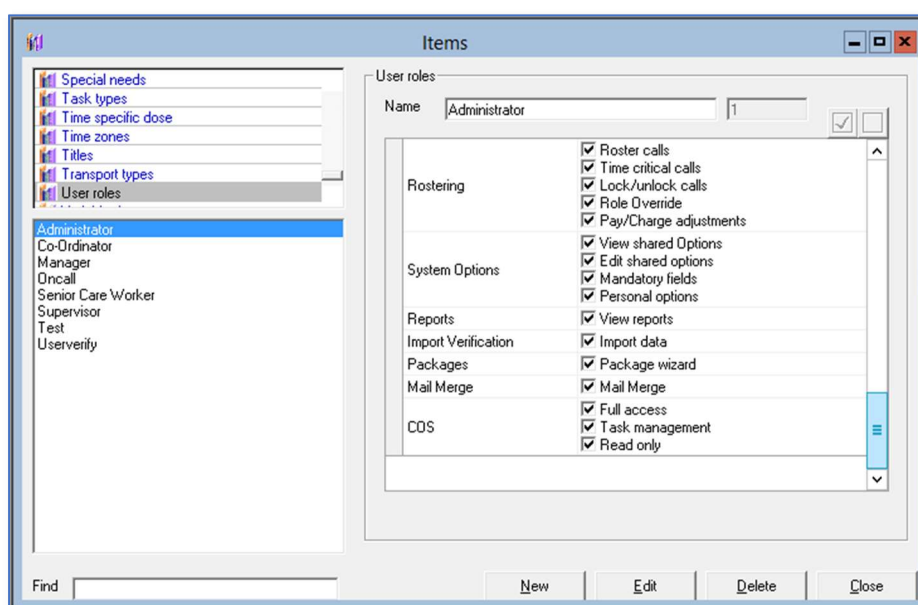 Items
Special needs
Task types
Time specific dose
Time zones
Titles
Transport types
User roles
Administrator
Co-Ordinator
Manager
Oncall
Senior Care Worker
Supervisor
Test
Userverify
Find
User roles
Name Administrator 1
Rostering
Roster calls
Time critical calls
Lock/unlock calls
Role Override
Pay/Charge adjustments
System Options
View shared Options
Edit shared options
Mandatory fields
Personal options
Reports View reports
Import Verification Import data
Packages Package wizard
Mail Merge Mail Merge
COS
Full access
Task management
Read only
New Edit Delete Close